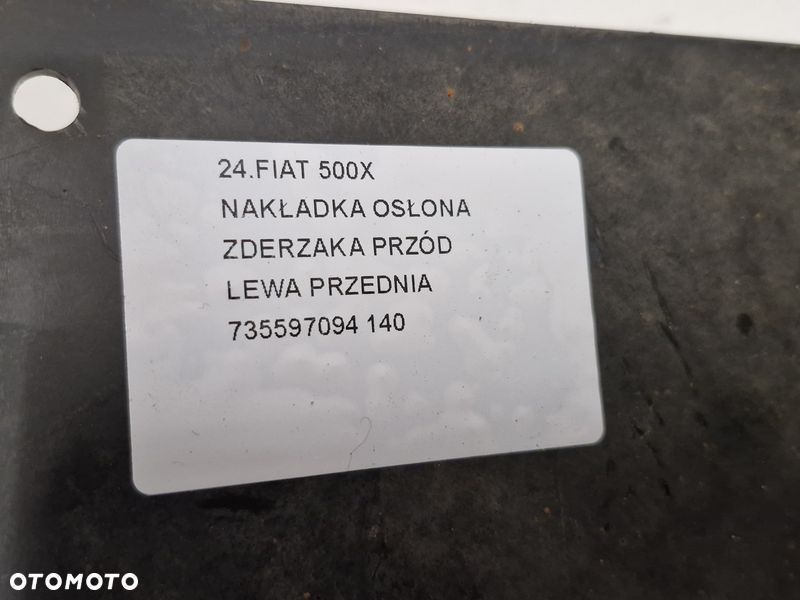 24.FIAT 500X
NAKŁADKA OSŁONA
ZDERZAKA PRZÓD
LEWA PRZEDNIA
735597094 140
OTOMOTO